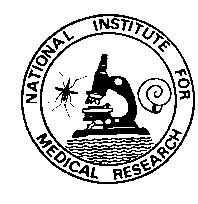 NATIONAL INSTITUTE FOR
MEDICAL RESEARCH